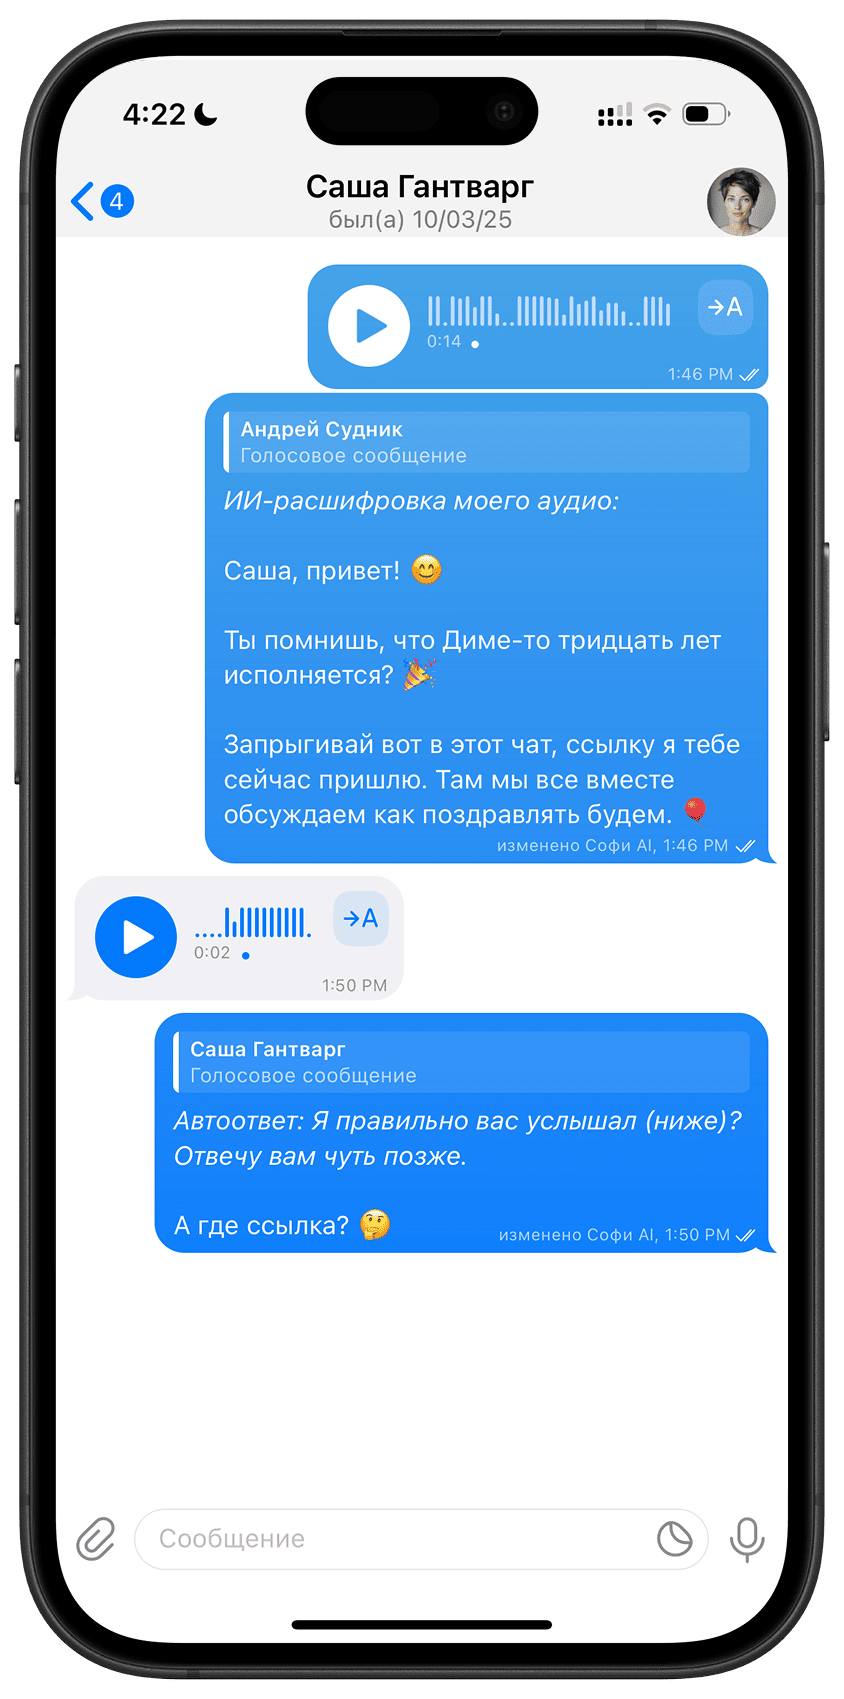 4:22
4
Саша Гантварг
был(а) 10/03/25
→A
0:14
1:46 PM
Андрей Судник
Голосовое сообщение
ИИ-расшифровка моего аудио:
Саша, привет! 😊
Ты помнишь, что Диме-то тридцать лет
исполняется? 🎉
Запрыгивай вот в этот чат, ссылку я тебе
сейчас пришлю. Там мы все вместе
обсуждаем как поздравлять будем. 🎈
изменено Софи AI, 1:46 PM
→A
0:02
1:50 PM
Саша Гантварг
Голосовое сообщение
Автоответ: Я правильно вас услышал (ниже)?
Отвечу вам чуть позже.
А где ссылка? 🤔
изменено Софи AI, 1:50 PM
Сообщение